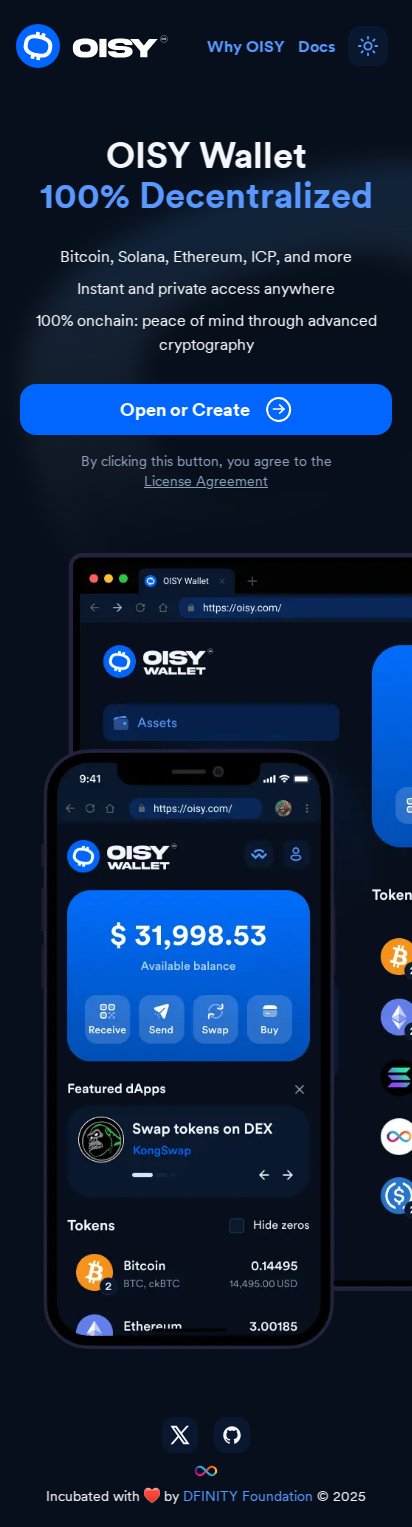 OISY
Why OISY
Docs
OISY Wallet
100% Decentralized
Bitcoin, Solana, Ethereum, ICP, and more
Instant and private access anywhere
100% onchain: peace of mind through advanced
cryptography
Open or Create
By clicking this button, you agree to the
License Agreement
OISY Wallet
https://oisy.com/
OISY
WALLET
Assets
9:41
https://oisy.com/
OISY
WALLET
$ 31,998.53
Available balance
Receive
Send
Swap
Buy
Featured dApps
Swap tokens on DEX
KongSwap
Tokens
Hide zeros
Bitcoin
0.14495
BTC, ckBTC
14,495.00 USD
2
Ethereum
3.00185
Token
Incubated with ❤️ by DFINITY Foundation © 2025